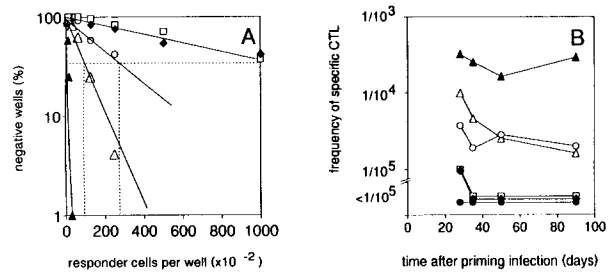 A
negative wells (%)
100
10
1
0 200 400 600 800 1000
responder cells per well (x10 -2)
B
frequency of specific CTL
1/10³
1/10⁴
1/10⁵
<1/10⁵
0 20 40 60 80 100
time after priming infection (days)